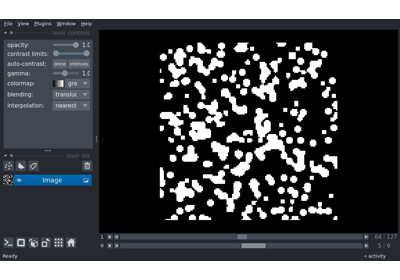 File View Plugins Window Help
layer controls
opacity: 1.0
contrast limits:
auto-contrast: once
gamma: 1.0
colormap: gra
blending: translu
interpolation: nearest
layer list
Image
1 64 127
0 5 9
Ready activity